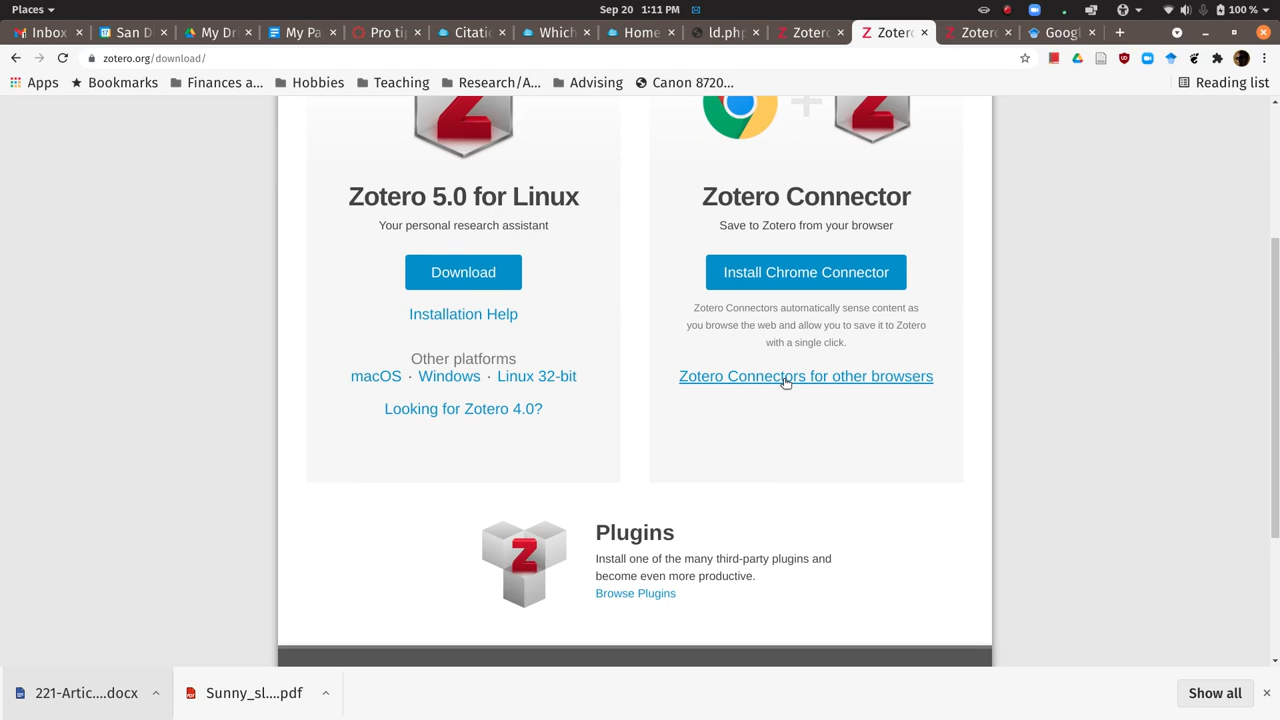 Places
Sep 20 1:11 PM
100 %
Inbox
San D
My Dr
My Pa
Pro tip
Citatio
Which
Home
ld.php
Zotero
Zotero
Zotero
Googl
zotero.org/download/
Apps
Bookmarks
Finances a...
Hobbies
Teaching
Research/A...
Advising
Canon 8720...
Reading list
Zotero 5.0 for Linux
Your personal research assistant
Download
Installation Help
Other platforms
macOS · Windows · Linux 32-bit
Looking for Zotero 4.0?
Zotero Connector
Save to Zotero from your browser
Install Chrome Connector
Zotero Connectors automatically sense content as
you browse the web and allow you to save it to Zotero
with a single click.
Zotero Connectors for other browsers
Plugins
Install one of the many third-party plugins and
become even more productive.
Browse Plugins
221-Artic....docx
Sunny_sl....pdf
Show all